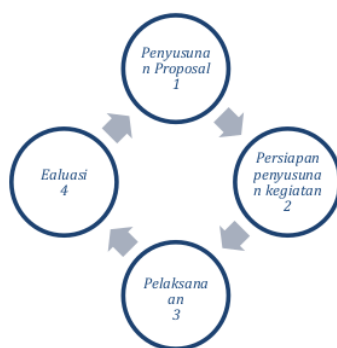 Penyusuna
n Proposal
1
Persiapan
penyusuna
n kegiatan
2
Pelaksana
an
3
Ealuasi
4